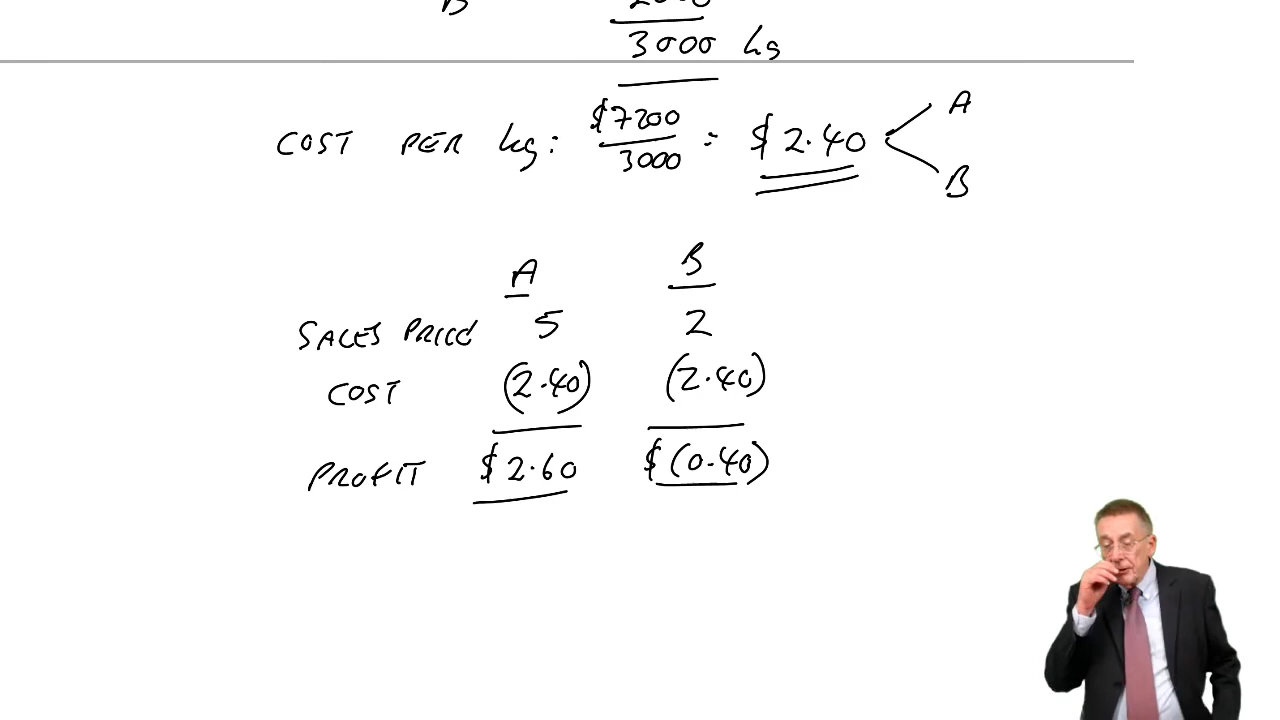 B
3000 kg
COST PER kg: $7200 / 3000 = $2.40 A B
A B
SALES PRICE 5 2
COST (2.40) (2.40)
PROFIT $2.60 $(0.40)